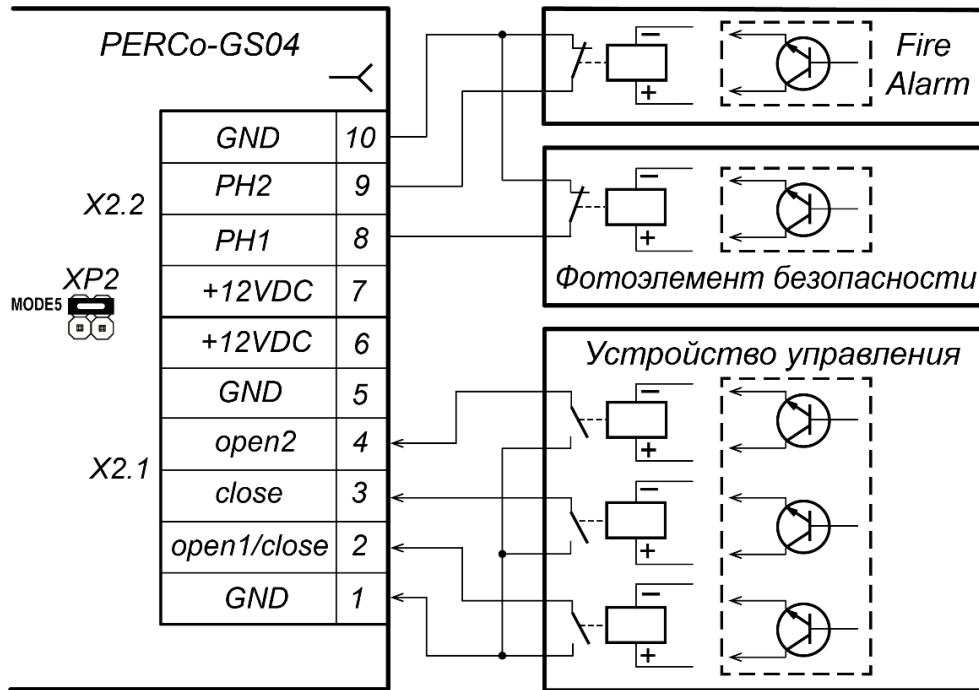 PERCo-GS04
Fire
Alarm
GND 10
PH2 9
X2.2
PH1 8
XP2
+12VDC 7
MODE5
+12VDC 6
GND 5
open2 4
X2.1
close 3
open1/close 2
GND 1
−
+
−
+
Фотоэлемент безопасности
Устройство управления
−
+
−
+
−
+